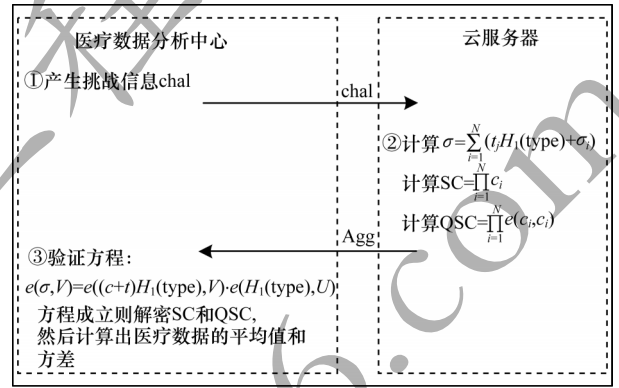 医疗数据分析中心
①产生挑战信息chal
chal
云服务器
②计算σ=∑_{i=1}^{N}(t_jH_1(type)+σ_i)
计算SC=∏_{i=1}^{N}c_i
计算QSC=∏_{i=1}^{N}e(c_i,c_i)
Agg
③验证方程:
e(σ,V)=e((c+t)H_1(type),V)·e(H_1(type),U)
方程成立则解密SC和QSC,
然后计算出医疗数据的平均值和
方差